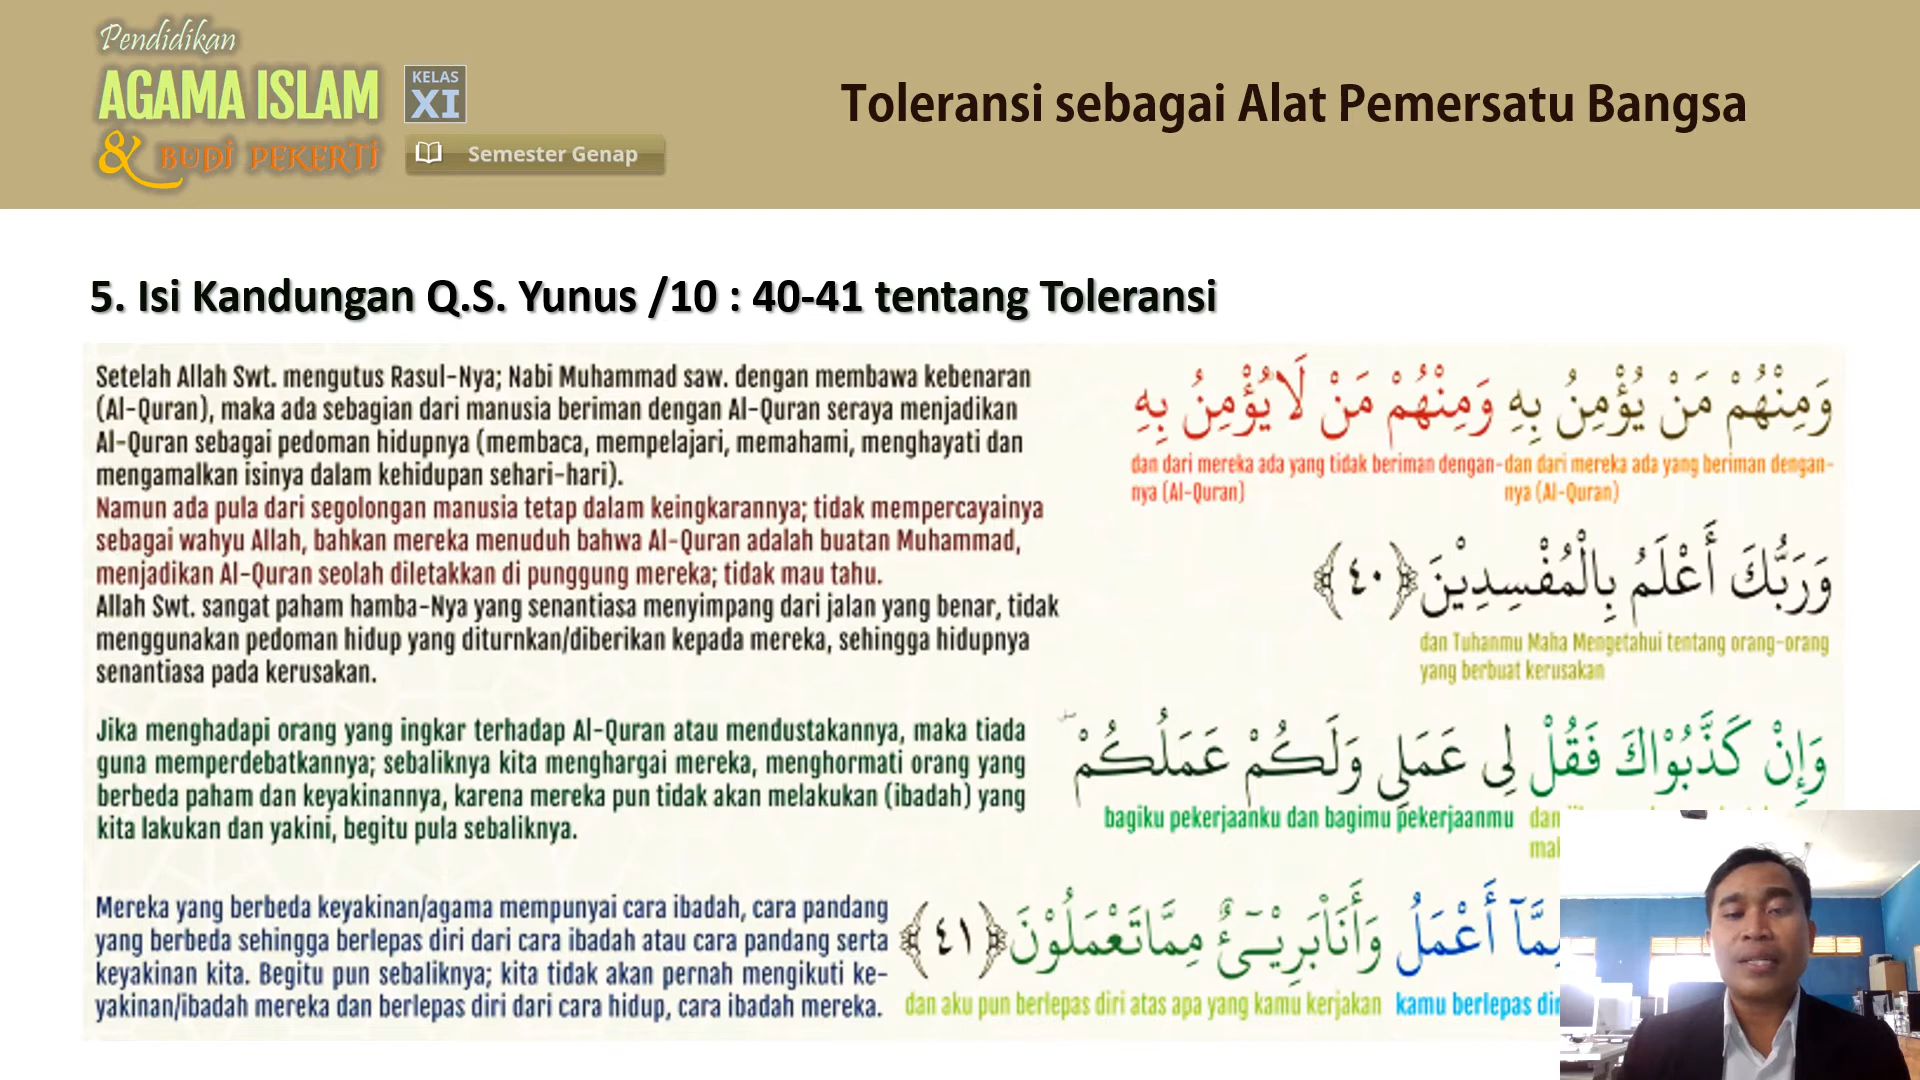 Pendidikan
AGAMA ISLAM
& BUDI PEKERTI
KELAS
XI
Semester Genap
Toleransi sebagai Alat Pemersatu Bangsa
5. Isi Kandungan Q.S. Yunus /10 : 40-41 tentang Toleransi
Setelah Allah Swt. mengutus Rasul-Nya; Nabi Muhammad saw. dengan membawa kebenaran
(Al-Quran), maka ada sebagian dari manusia beriman dengan Al-Quran seraya menjadikan
Al-Quran sebagai pedoman hidupnya (membaca, mempelajari, memahami, menghayati dan
mengamalkan isinya dalam kehidupan sehari-hari).
Namun ada pula dari segolongan manusia tetap dalam keingkarannya; tidak mempercayainya
sebagai wahyu Allah, bahkan mereka menuduh bahwa Al-Quran adalah buatan Muhammad,
menjadikan Al-Quran seolah diletakkan di punggung mereka; tidak mau tahu.
Allah Swt. sangat paham hamba-Nya yang senantiasa menyimpang dari jalan yang benar, tidak
menggunakan pedoman hidup yang diturnkan/diberikan kepada mereka, sehingga hidupnya
senantiasa pada kerusakan.
Jika menghadapi orang yang ingkar terhadap Al-Quran atau mendustakannya, maka tiada
guna memperdebatkannya; sebaliknya kita menghargai mereka, menghormati orang yang
berbeda paham dan keyakinannya, karena mereka pun tidak akan melakukan (ibadah) yang
kita lakukan dan yakini, begitu pula sebaliknya.
Mereka yang berbeda keyakinan/agama mempunyai cara ibadah, cara pandang
yang berbeda sehingga berlepas diri dari cara ibadah atau cara pandang serta
keyakinan kita. Begitu pun sebaliknya; kita tidak akan pernah mengikuti ke-
yakinan/ibadah mereka dan berlepas diri dari cara hidup, cara ibadah mereka.
وَمِنْهُمْ مَنْ يُؤْمِنُ بِهِ وَمِنْهُمْ مَنْ لَا يُؤْمِنُ بِهِ
dan dari mereka ada yang beriman dengan-
nya (Al-Quran)
dan dari mereka ada yang tidak beriman dengan-
nya (Al-Quran)
وَرَبُّكَ أَعْلَمُ بِالْمُفْسِدِيْنَ ﴿٤٠﴾
dan Tuhanmu Maha Mengetahui tentang orang-orang
yang berbuat kerusakan
وَإِنْ كَذَّبُوْاكَ فَقُلْ لِى عَمَلِى وَلَكُمْ عَمَلُكُمْ ۖ
bagiku pekerjaanku dan bagimu pekerjaanmu
dan
مِمَّآ أَعْمَلُ وَأَنَاْبَرِيْٓـىٌٔ مِمَّاتَعْمَلُوْنَ ﴿٤١﴾
kamu berlepas
dan aku pun berlepas diri atas apa yang kamu kerjakan